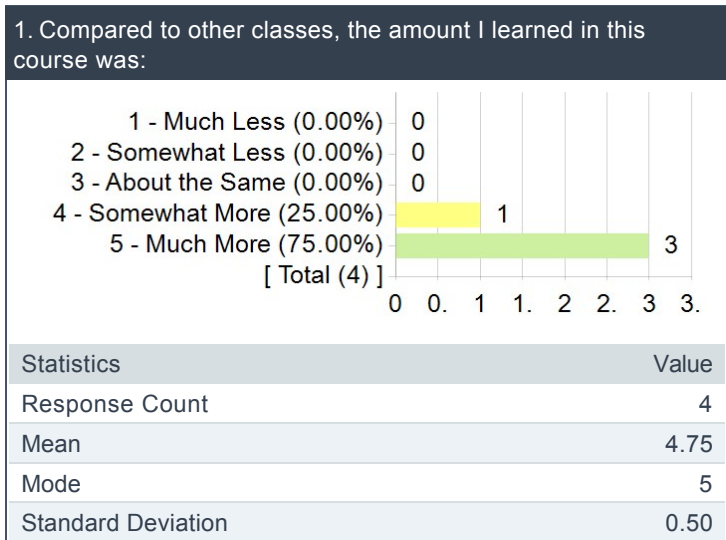 1. Compared to other classes, the amount I learned in this
course was:
1 - Much Less (0.00%) 0
2 - Somewhat Less (0.00%) 0
3 - About the Same (0.00%) 0
4 - Somewhat More (25.00%) 1
5 - Much More (75.00%) 3
[ Total (4) ]
0 0. 1 1. 2 2. 3 3.
Statistics Value
Response Count 4
Mean 4.75
Mode 5
Standard Deviation 0.50